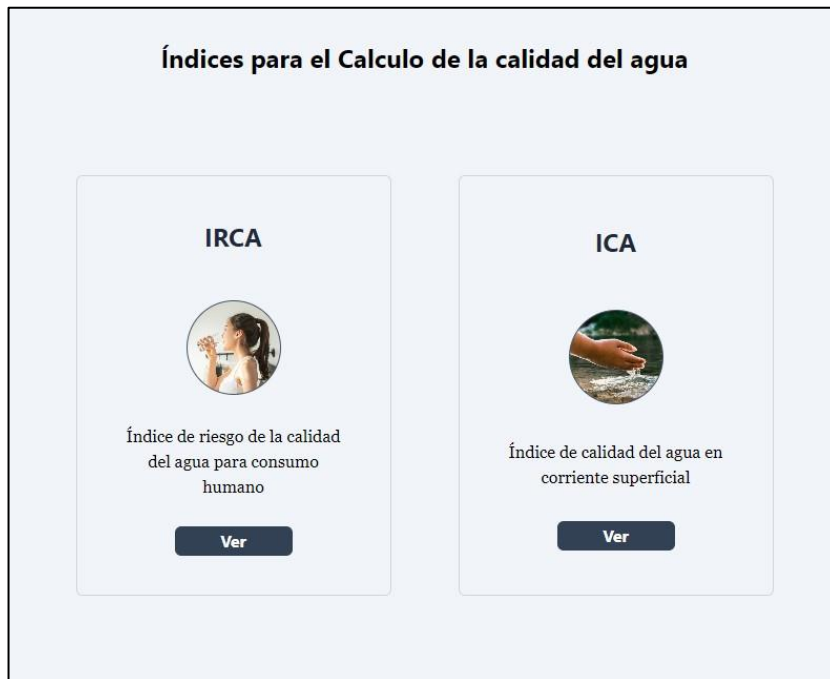 Índices para el Calculo de la calidad del agua
IRCA
Índice de riesgo de la calidad
del agua para consumo
humano
Ver
ICA
Índice de calidad del agua en
corriente superficial
Ver